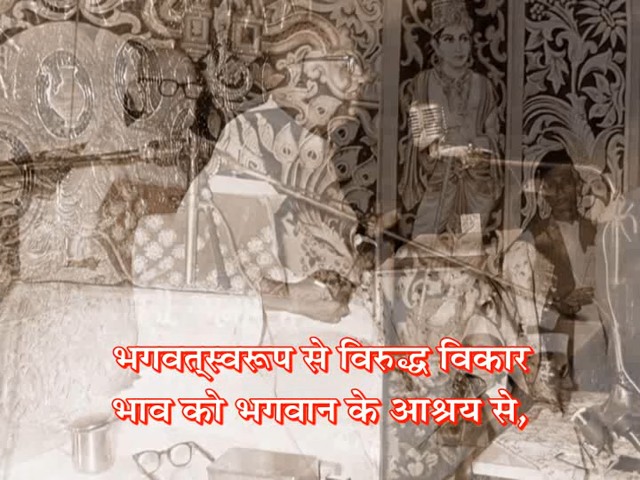 भगवत्स्वरूप से विरुद्ध विकार
भाव को भगवान के आश्रय से,